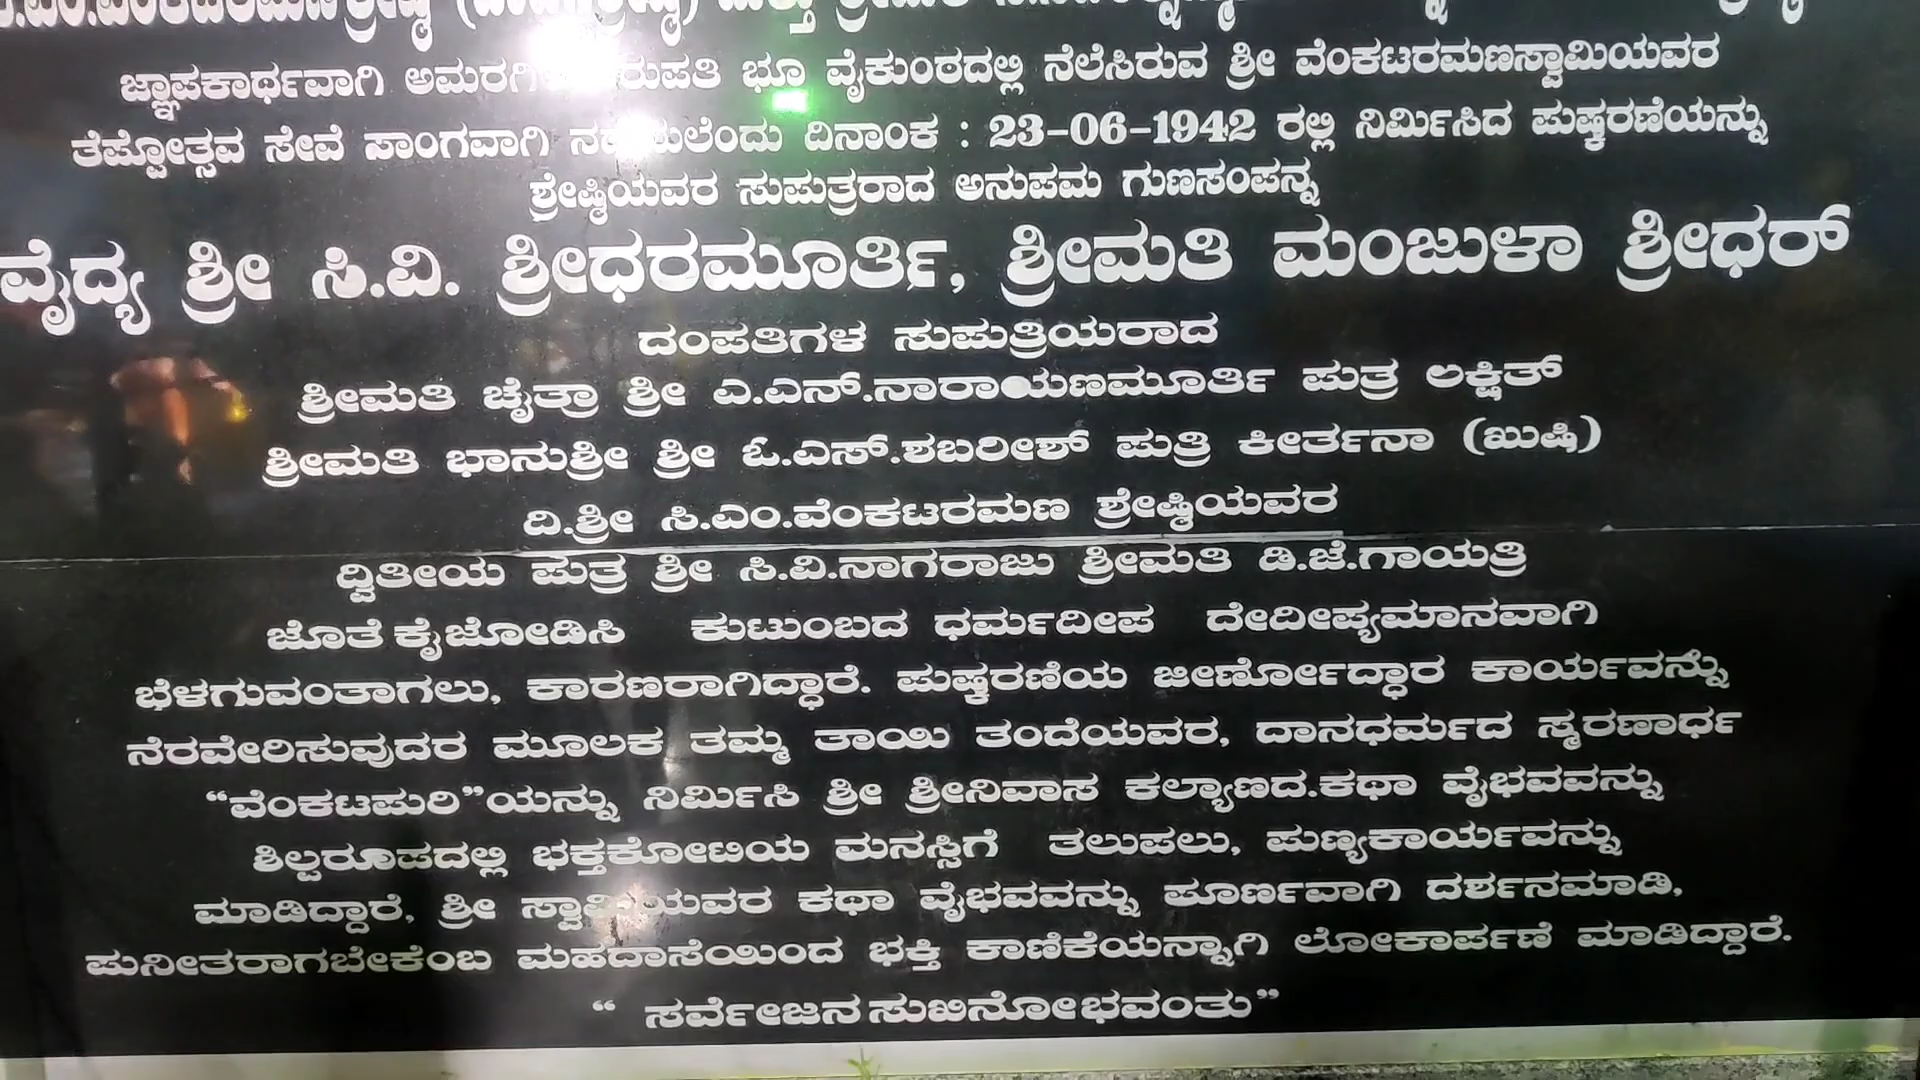 ಜ್ಞಾಪಕಾರ್ಥವಾಗಿ ಭೂ ವೈಕುಂಠದಲ್ಲಿ ನೆಲೆಸಿರುವ ಶ್ರೀ ವೆಂಕಟರಮಣಸ್ವಾಮಿಯವರ
ತೆಪ್ಪೋತ್ಸವ ಸೇವೆ ಸಾಂಗವಾಗಿ ದಿನಾಂಕ : 23-06-1942 ರಲ್ಲಿ ನಿರ್ಮಿಸಿದ ಪುಷ್ಕರಣೆಯನ್ನು
ಶ್ರೇಷ್ಠಿಯವರ ಸುಪುತ್ರರಾದ ಅನುಪಮ ಗುಣಸಂಪನ್ನ
ವೈದ್ಯ ಶ್ರೀ ಸಿ.ವಿ. ಶ್ರೀಧರಮೂರ್ತಿ, ಶ್ರೀಮತಿ ಮಂಜುಳಾ ಶ್ರೀಧರ್
ದಂಪತಿಗಳ ಸುಪುತ್ರಿಯರಾದ
ಶ್ರೀಮತಿ ಚೈತ್ರಾ ಶ್ರೀ ಎ.ಎನ್.ನಾರಾಯಣಮೂರ್ತಿ ಪುತ್ರ ಲಕ್ಷಿತ್
ಶ್ರೀಮತಿ ಭಾನುಶ್ರೀ ಶ್ರೀ ಓ.ಎಸ್.ಶಬರೀಶ್ ಪುತ್ರಿ ಕೀರ್ತನಾ (ಖುಷಿ)
ದಿ.ಶ್ರೀ ಸಿ.ಎಂ.ವೆಂಕಟರಮಣ ಶ್ರೇಷ್ಠಿಯವರ
ದ್ವಿತೀಯ ಪುತ್ರ ಶ್ರೀ ಸಿ.ವಿ.ನಾಗರಾಜು ಶ್ರೀಮತಿ ಡಿ.ಜೆ.ಗಾಯತ್ರಿ
ಜೊತೆ ಕೈಜೋಡಿಸಿ ಕುಟುಂಬದ ಧರ್ಮದೀಪ ದೇದೀಪ್ಯಮಾನವಾಗಿ
ಬೆಳಗುವಂತಾಗಲು, ಕಾರಣರಾಗಿದ್ಧಾರೆ. ಪುಷ್ಕರಣಿಯ ಜೀರ್ಣೋದ್ಧಾರ ಕಾರ್ಯವನ್ನು
ನೆರವೇರಿಸುವುದರ ಮೂಲಕ ತಮ್ಮ ತಾಯಿ ತಂದೆಯವರ, ದಾನಧರ್ಮದ ಸ್ಮರಣಾರ್ಧ
“ವೆಂಕಟಪುರಿ”ಯನ್ನು ನಿರ್ಮಿಸಿ ಶ್ರೀ ಶ್ರೀನಿವಾಸ ಕಲ್ಯಾಣದ.ಕಥಾ ವೈಭವವನ್ನು
ಶಿಲ್ಪರೂಪದಲ್ಲಿ ಭಕ್ತಕೋಟಿಯ ಮನಸ್ಸಿಗೆ ತಲುಪಲು, ಪುಣ್ಯಕಾರ್ಯವನ್ನು
ಮಾಡಿದ್ದಾರೆ, ಶ್ರೀ ಸ್ವಾಮಿಯವರ ಕಥಾ ವೈಭವವನ್ನು ಪೂರ್ಣವಾಗಿ ದರ್ಶನಮಾಡಿ,
ಪುನೀತರಾಗಬೇಕೆಂಬ ಮಹದಾಸೆಯಿಂದ ಭಕ್ತಿ ಕಾಣಿಕೆಯನ್ನಾಗಿ ಲೋಕಾರ್ಪಣೆ ಮಾಡಿದ್ದಾರೆ.
“ ಸರ್ವೇಜನ ಸುಖಿನೋಭವಂತು”